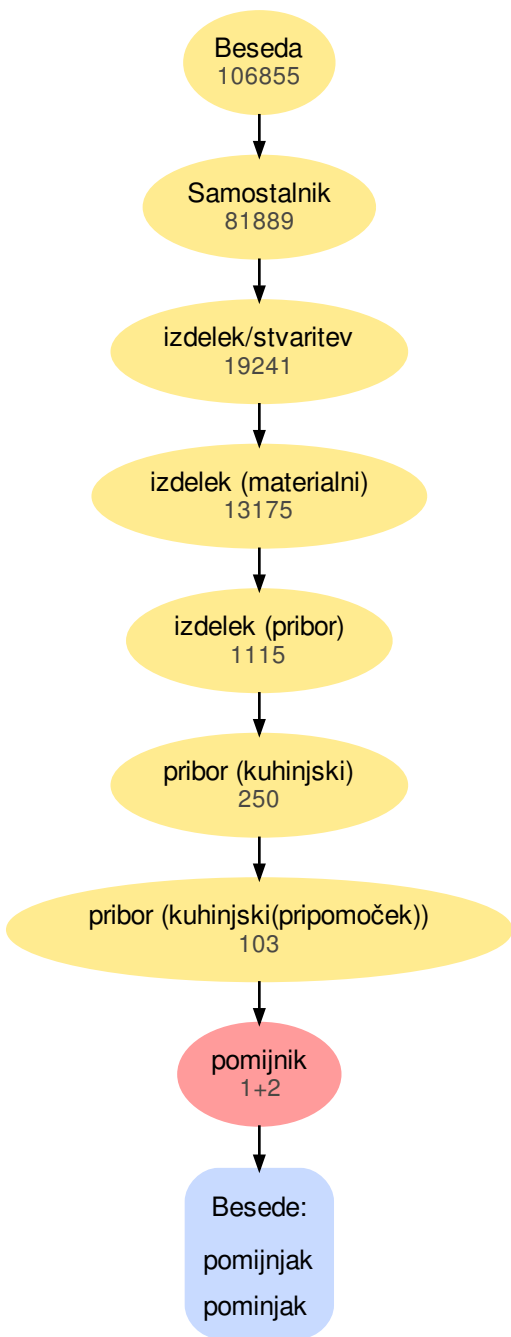 Beseda
106855
Samostalnik
81889
izdelek/stvaritev
19241
izdelek (materialni)
13175
izdelek (pribor)
1115
pribor (kuhinjski)
250
pribor (kuhinjski(pripomoček))
103
pomijnik
1+2
Besede:
pomijnjak
pominjak